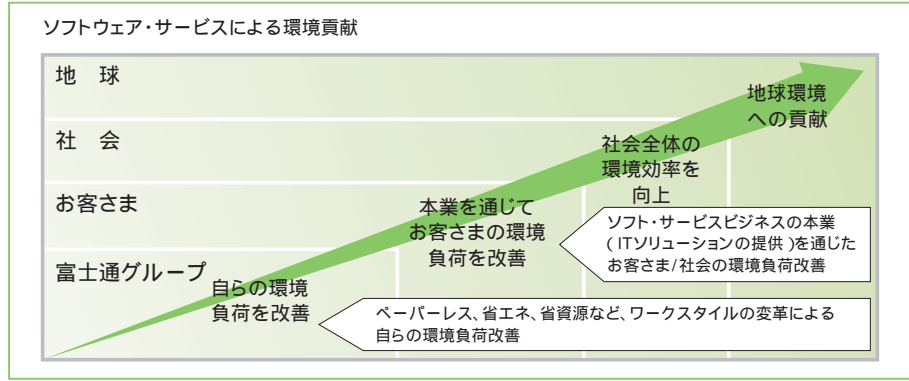 ソフトウェア・サービスによる環境貢献
地　球
地球環境
への貢献
社　会
社会全体の
環境効率を
向上
お客さま
本業を通じて
お客さまの環境
負荷を改善
ソフト・サービスビジネスの本業
(ITソリューションの提供)を通じた
お客さま/社会の環境負荷改善
富士通グループ
自らの環境
負荷を改善
ペーパーレス、省エネ、省資源など、ワークスタイルの変革による
自らの環境負荷改善